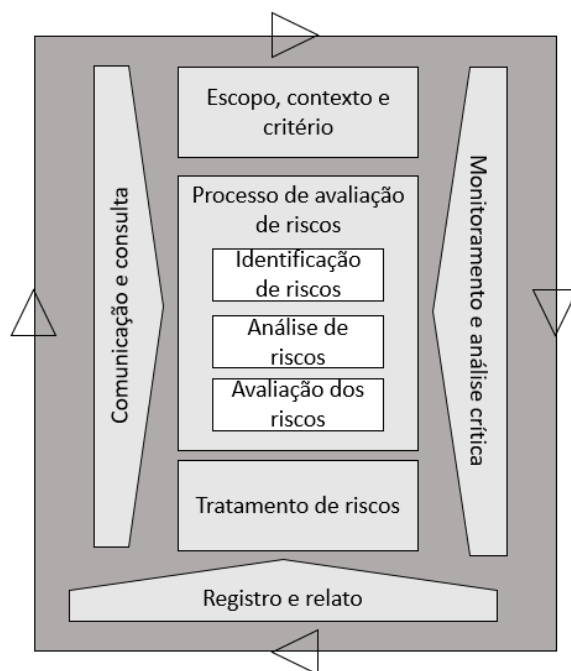 Escopo, contexto e
critério
Comunicação e consulta
Processo de avaliação
de riscos
Identificação
de riscos
Análise de
riscos
Avaliação dos
riscos
Monitoramento e análise crítica
Tratamento de riscos
Registro e relato